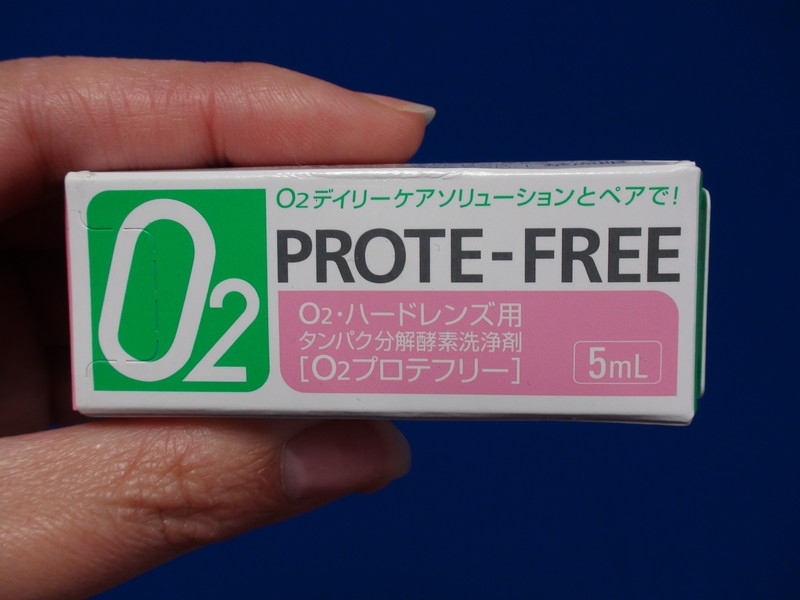 O2
O2デイリーケアソリューションとペアで!
PROTE-FREE
O2・ハードレンズ用
タンパク分解酵素洗浄剤
[O2プロテフリー]
5mL